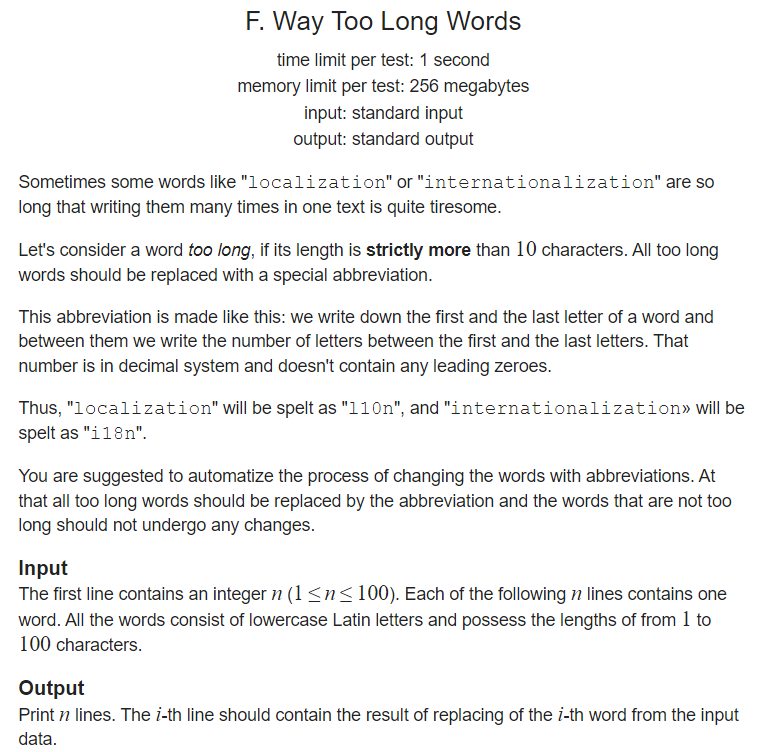 F. Way Too Long Words
time limit per test: 1 second
memory limit per test: 256 megabytes
input: standard input
output: standard output
Sometimes some words like "localization" or "internationalization" are so
long that writing them many times in one text is quite tiresome.
Let's consider a word too long, if its length is strictly more than 10 characters. All too long
words should be replaced with a special abbreviation.
This abbreviation is made like this: we write down the first and the last letter of a word and
between them we write the number of letters between the first and the last letters. That
number is in decimal system and doesn't contain any leading zeroes.
Thus, "localization" will be spelt as "l10n", and "internationalization» will be
spelt as "i18n".
You are suggested to automatize the process of changing the words with abbreviations. At
that all too long words should be replaced by the abbreviation and the words that are not too
long should not undergo any changes.
Input
The first line contains an integer n (1 ≤ n ≤ 100). Each of the following n lines contains one
word. All the words consist of lowercase Latin letters and possess the lengths of from 1 to
100 characters.
Output
Print n lines. The i-th line should contain the result of replacing of the i-th word from the input
data.